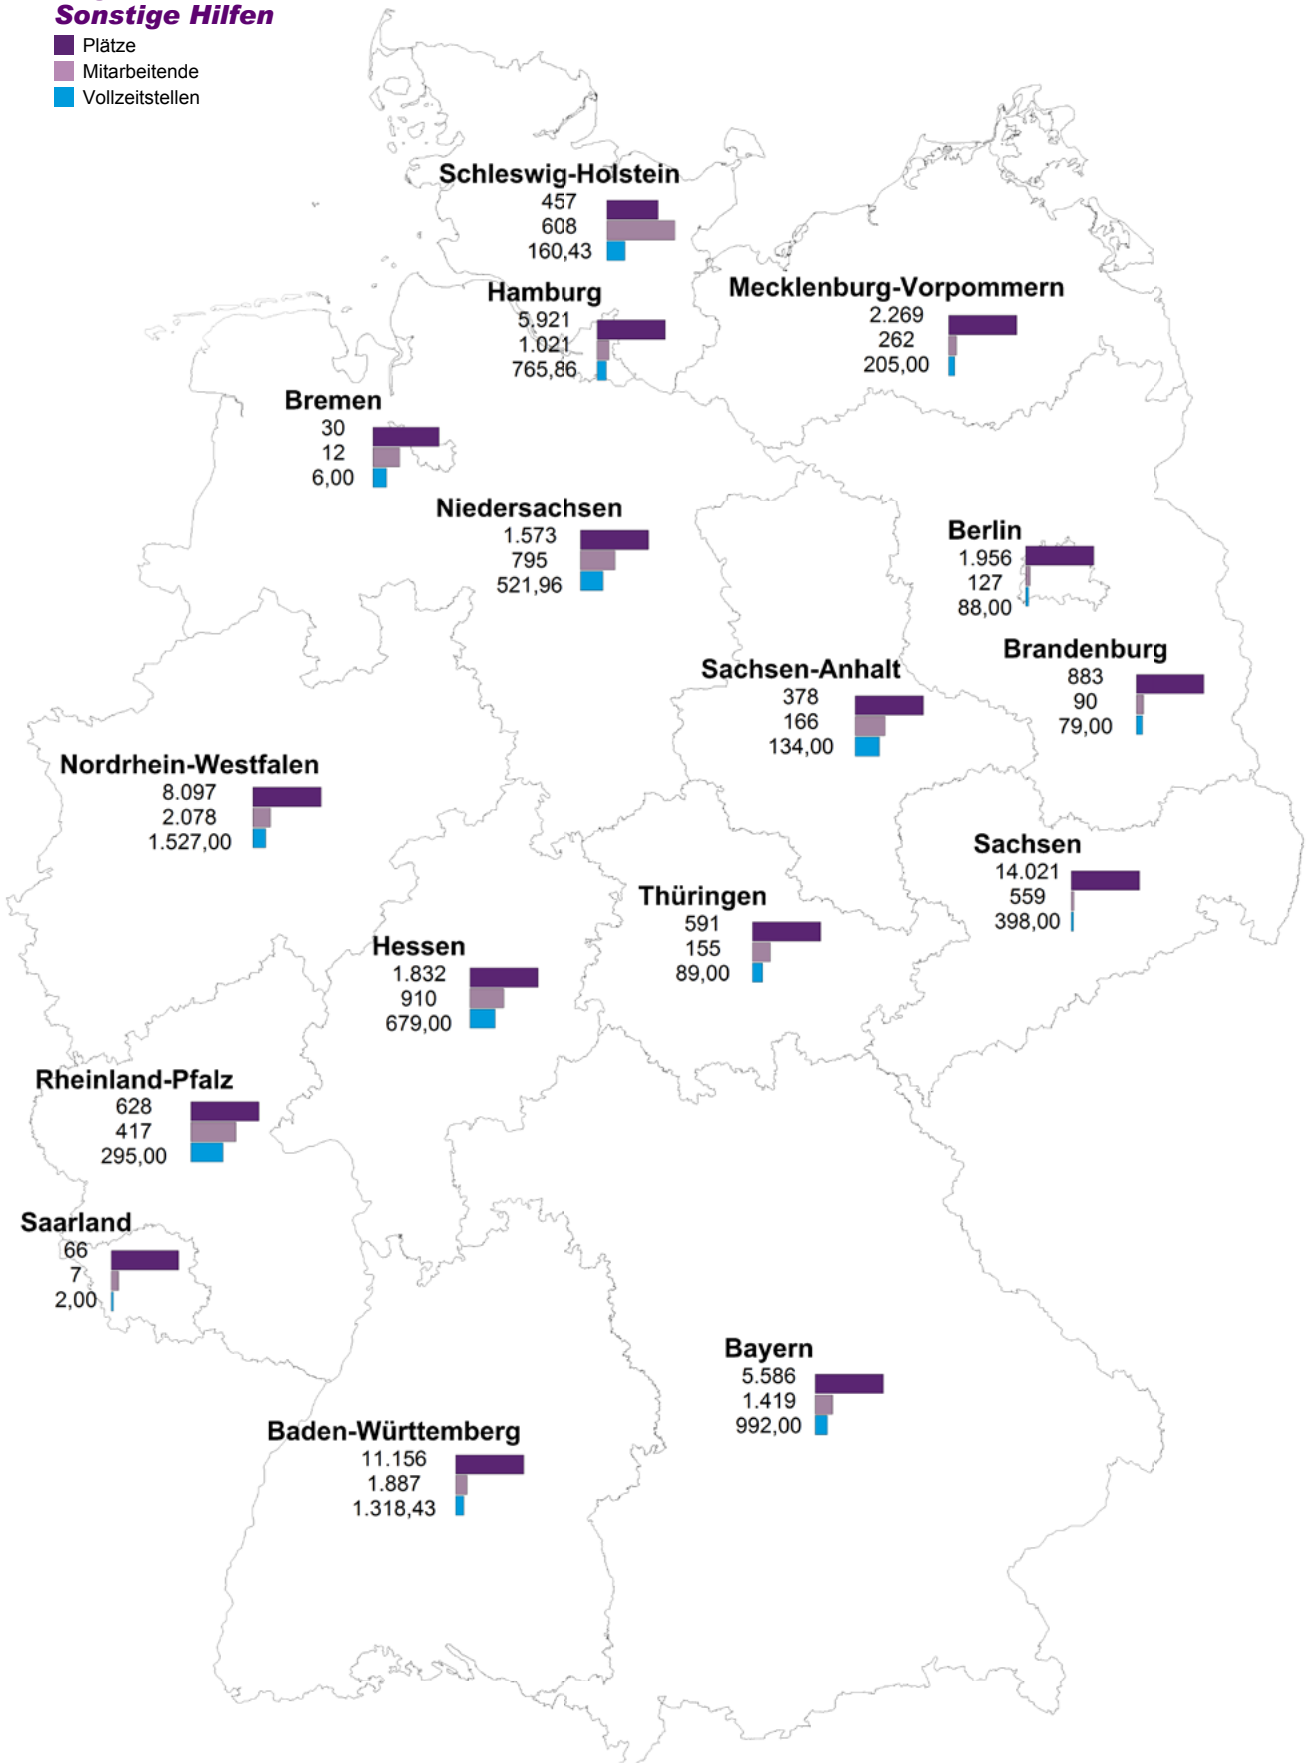 Sonstige Hilfen
Plätze
Mitarbeitende
Vollzeitstellen
Schleswig-Holstein
457
608
160,43
Hamburg
5.921
1.021
765,86
Mecklenburg-Vorpommern
2.269
262
205,00
Bremen
30
12
6,00
Niedersachsen
1.573
795
521,96
Berlin
1.956
127
88,00
Brandenburg
883
90
79,00
Sachsen-Anhalt
378
166
134,00
Nordrhein-Westfalen
8.097
2.078
1.527,00
Sachsen
14.021
559
398,00
Thüringen
591
155
89,00
Hessen
1.832
910
679,00
Rheinland-Pfalz
628
417
295,00
Saarland
66
7
2,00
Bayern
5.586
1.419
992,00
Baden-Württemberg
11.156
1.887
1.318,43